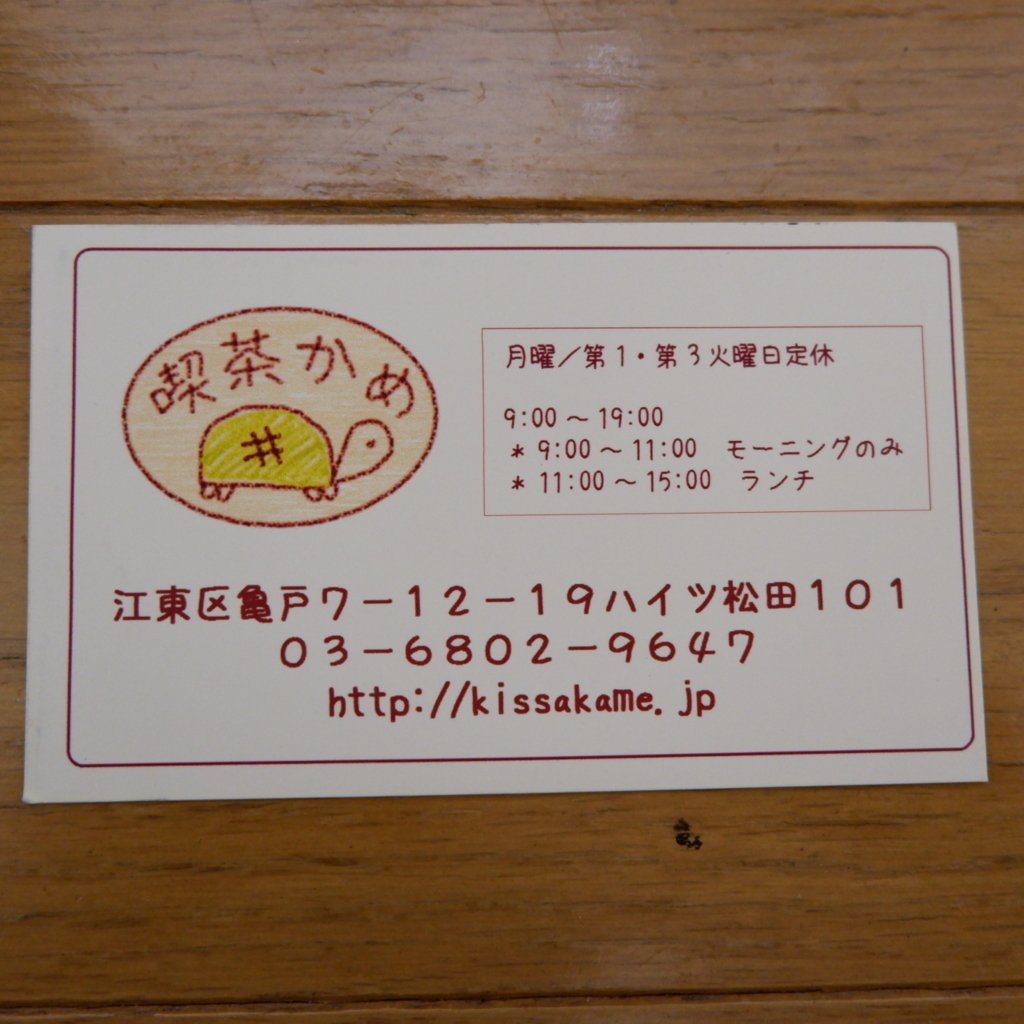 喫茶かめ
月曜／第1・第3火曜日定休
9:00 ～ 19:00
* 9:00 ～ 11:00 モーニングのみ
* 11:00 ～ 15:00 ランチ
江東区亀戸７－１２－１９ハイツ松田１０１
０３－６８０２－９６４７
http://kissakame.jp